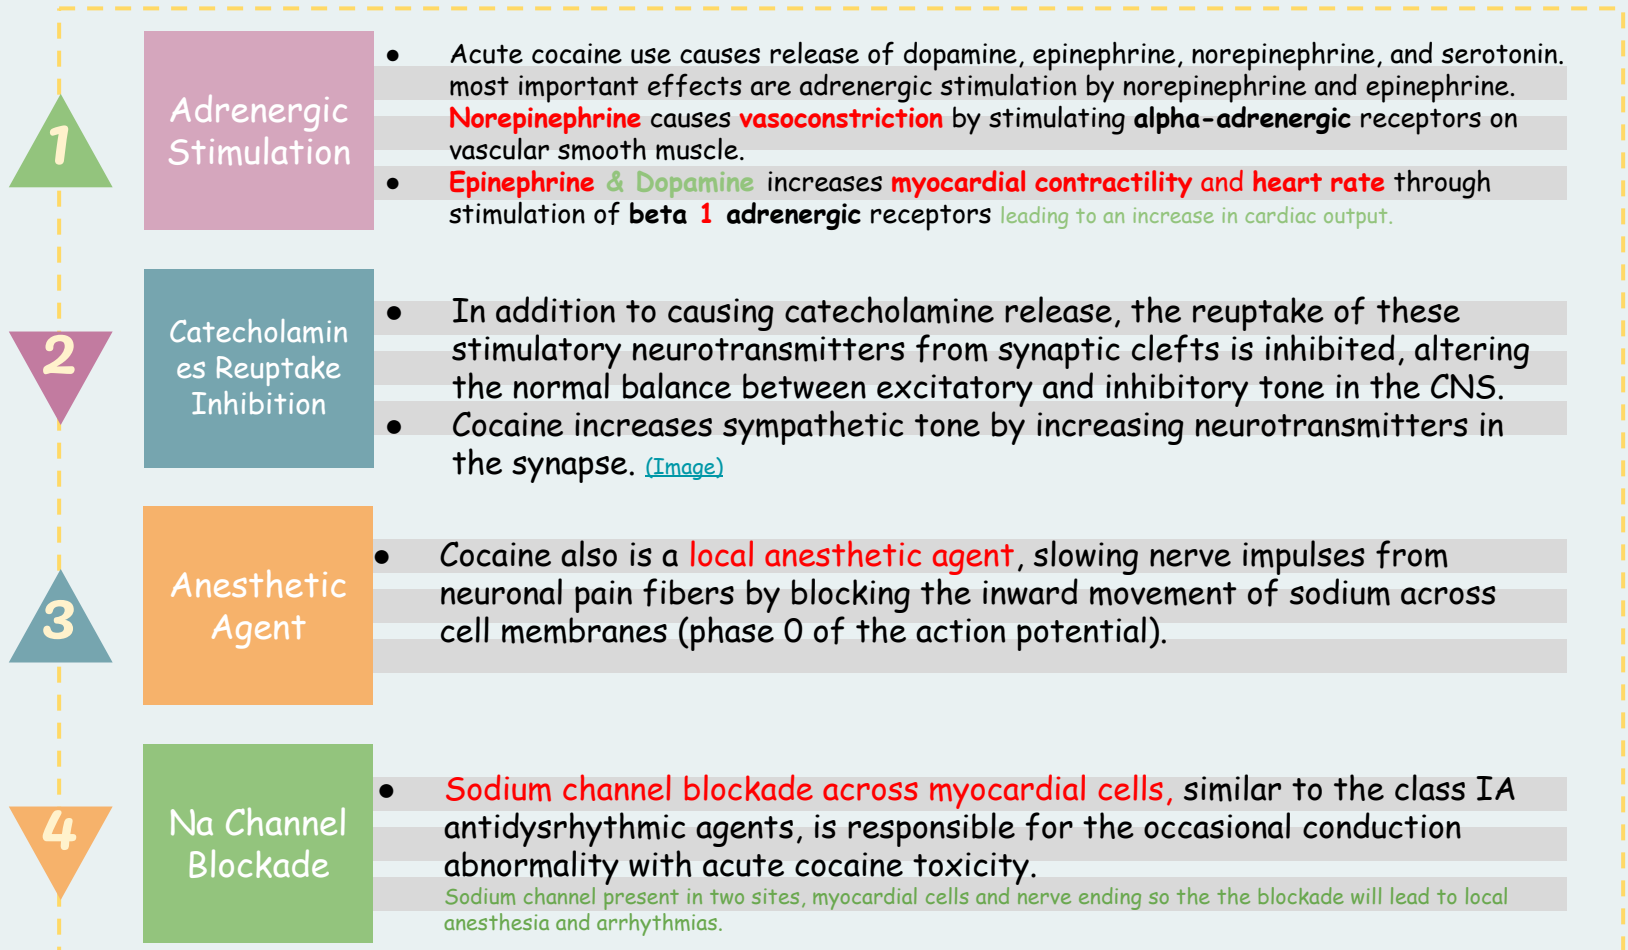 1
Adrenergic
Stimulation
● Acute cocaine use causes release of dopamine, epinephrine, norepinephrine, and serotonin.
most important effects are adrenergic stimulation by norepinephrine and epinephrine.
Norepinephrine causes vasoconstriction by stimulating alpha-adrenergic receptors on
vascular smooth muscle.
● Epinephrine & Dopamine increases myocardial contractility and heart rate through
stimulation of beta 1 adrenergic receptors leading to an increase in cardiac output.
2
Catecholamin
es Reuptake
Inhibition
● In addition to causing catecholamine release, the reuptake of these
stimulatory neurotransmitters from synaptic clefts is inhibited, altering
the normal balance between excitatory and inhibitory tone in the CNS.
● Cocaine increases sympathetic tone by increasing neurotransmitters in
the synapse. (Image)
3
Anesthetic
Agent
● Cocaine also is a local anesthetic agent, slowing nerve impulses from
neuronal pain fibers by blocking the inward movement of sodium across
cell membranes (phase 0 of the action potential).
4
Na Channel
Blockade
● Sodium channel blockade across myocardial cells, similar to the class IA
antidysrhythmic agents, is responsible for the occasional conduction
abnormality with acute cocaine toxicity.
Sodium channel present in two sites, myocardial cells and nerve ending so the the blockade will lead to local
anesthesia and arrhythmias.